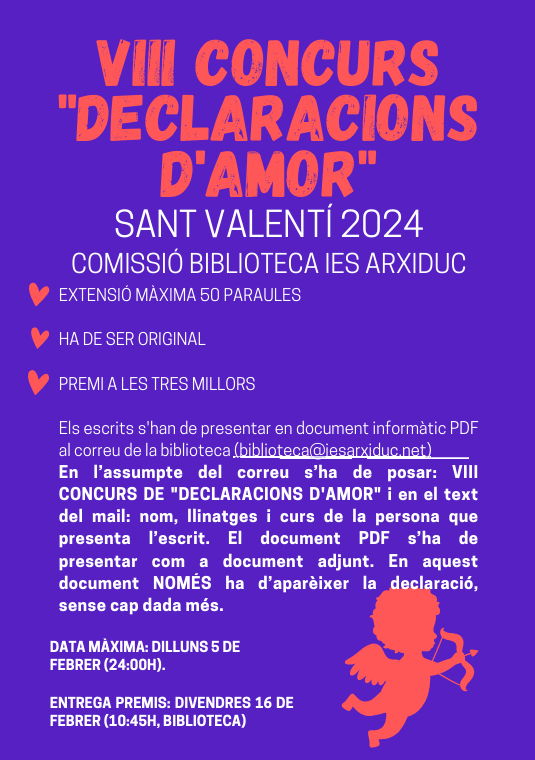 VIII CONCURS
"DECLARACIONS
D'AMOR"
SANT VALENTÍ 2024
COMISSIÓ BIBLIOTECA IES ARXIDUC
EXTENSIÓ MÀXIMA 50 PARAULES
HA DE SER ORIGINAL
PREMI A LES TRES MILLORS
Els escrits s'han de presentar en document informàtic PDF
al correu de la biblioteca (biblioteca@iesarxiduc.net)
En l’assumpte del correu s’ha de posar: VIII
CONCURS DE "DECLARACIONS D'AMOR" i en el text
del mail: nom, llinatges i curs de la persona que
presenta l’escrit. El document PDF s’ha de
presentar com a document adjunt. En aquest
document NOMÉS ha d’aparèixer la declaració,
sense cap dada més.
DATA MÀXIMA: DILLUNS 5 DE
FEBRER (24:00H).
ENTREGA PREMIS: DIVENDRES 16 DE
FEBRER (10:45H, BIBLIOTECA)